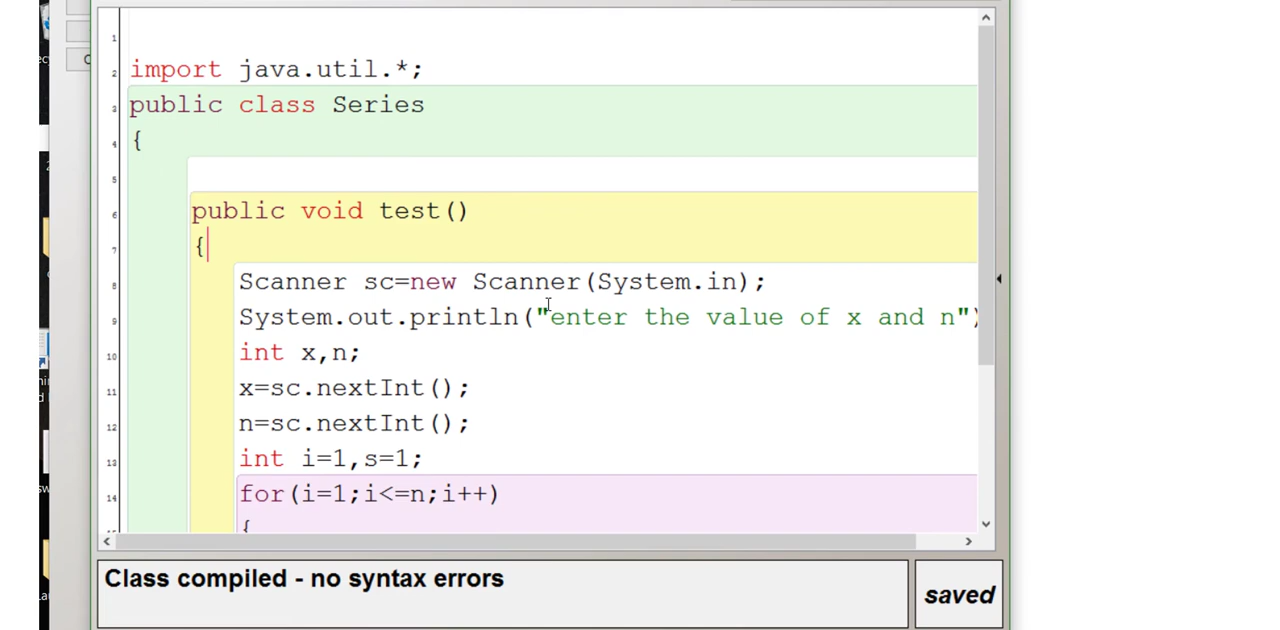 1
2 import java.util.*;
3 public class Series
4 {
5
6 public void test()
7 {
8 Scanner sc=new Scanner(System.in);
9 System.out.println("enter the value of x and n")
10 int x,n;
11 x=sc.nextInt();
12 n=sc.nextInt();
13 int i=1,s=1;
14 for(i=1;i<=n;i++)
{
Class compiled - no syntax errors
saved